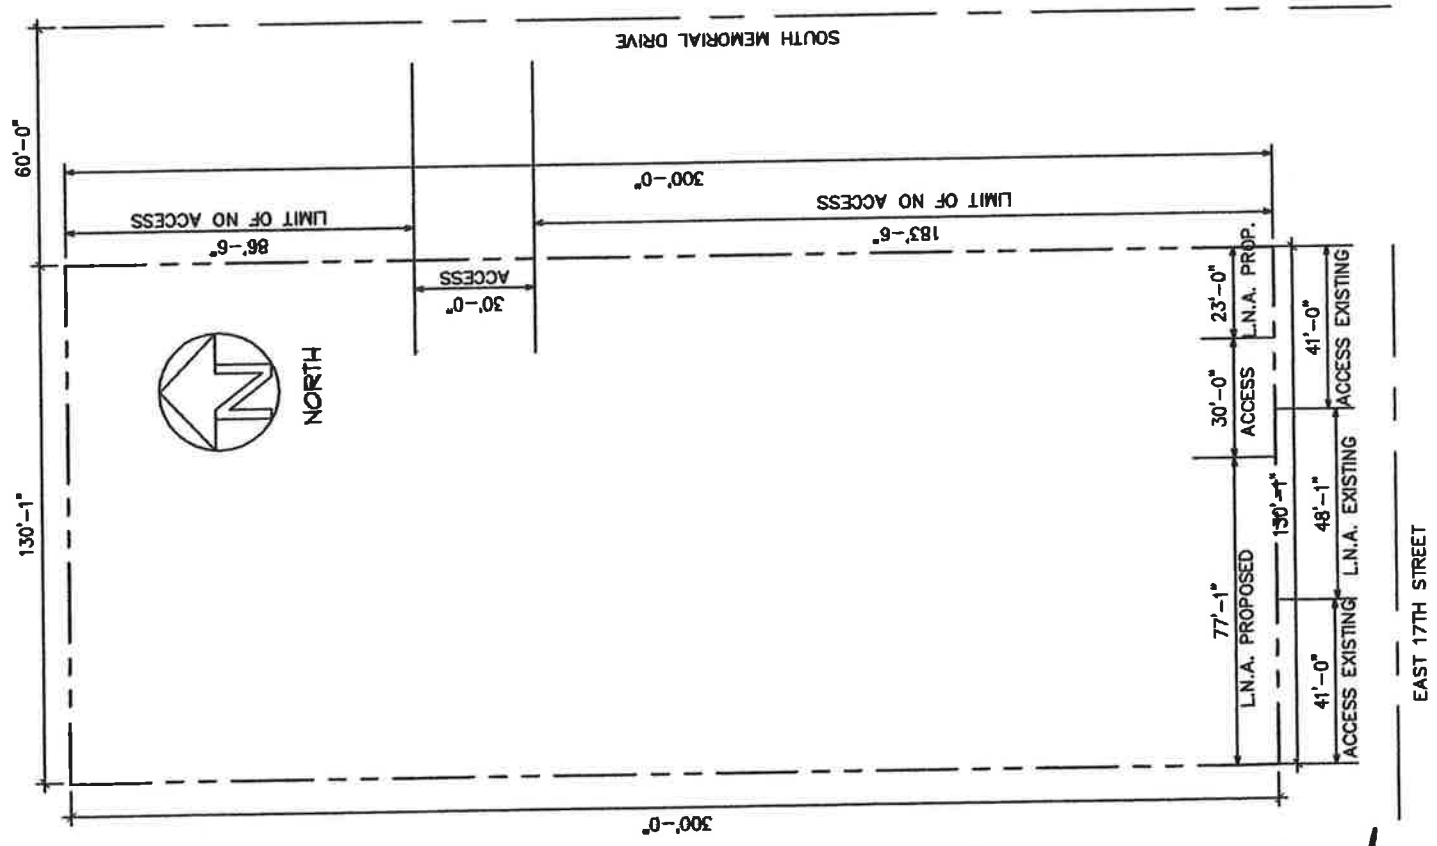 SOUTH MEMORIAL DRIVE
60'-0"
300'-0"
LIMIT OF NO ACCESS
86'-6"
LIMIT OF NO ACCESS
183'-6"
ACCESS
30'-0"
N
NORTH
130'-1"
23'-0"
L.N.A. PROP.
30'-0"
ACCESS
77'-1"
L.N.A. PROPOSED
130'-1"
41'-0"
ACCESS EXISTING
48'-1"
L.N.A. EXISTING
41'-0"
ACCESS EXISTING
300'-0"
EAST 17TH STREET